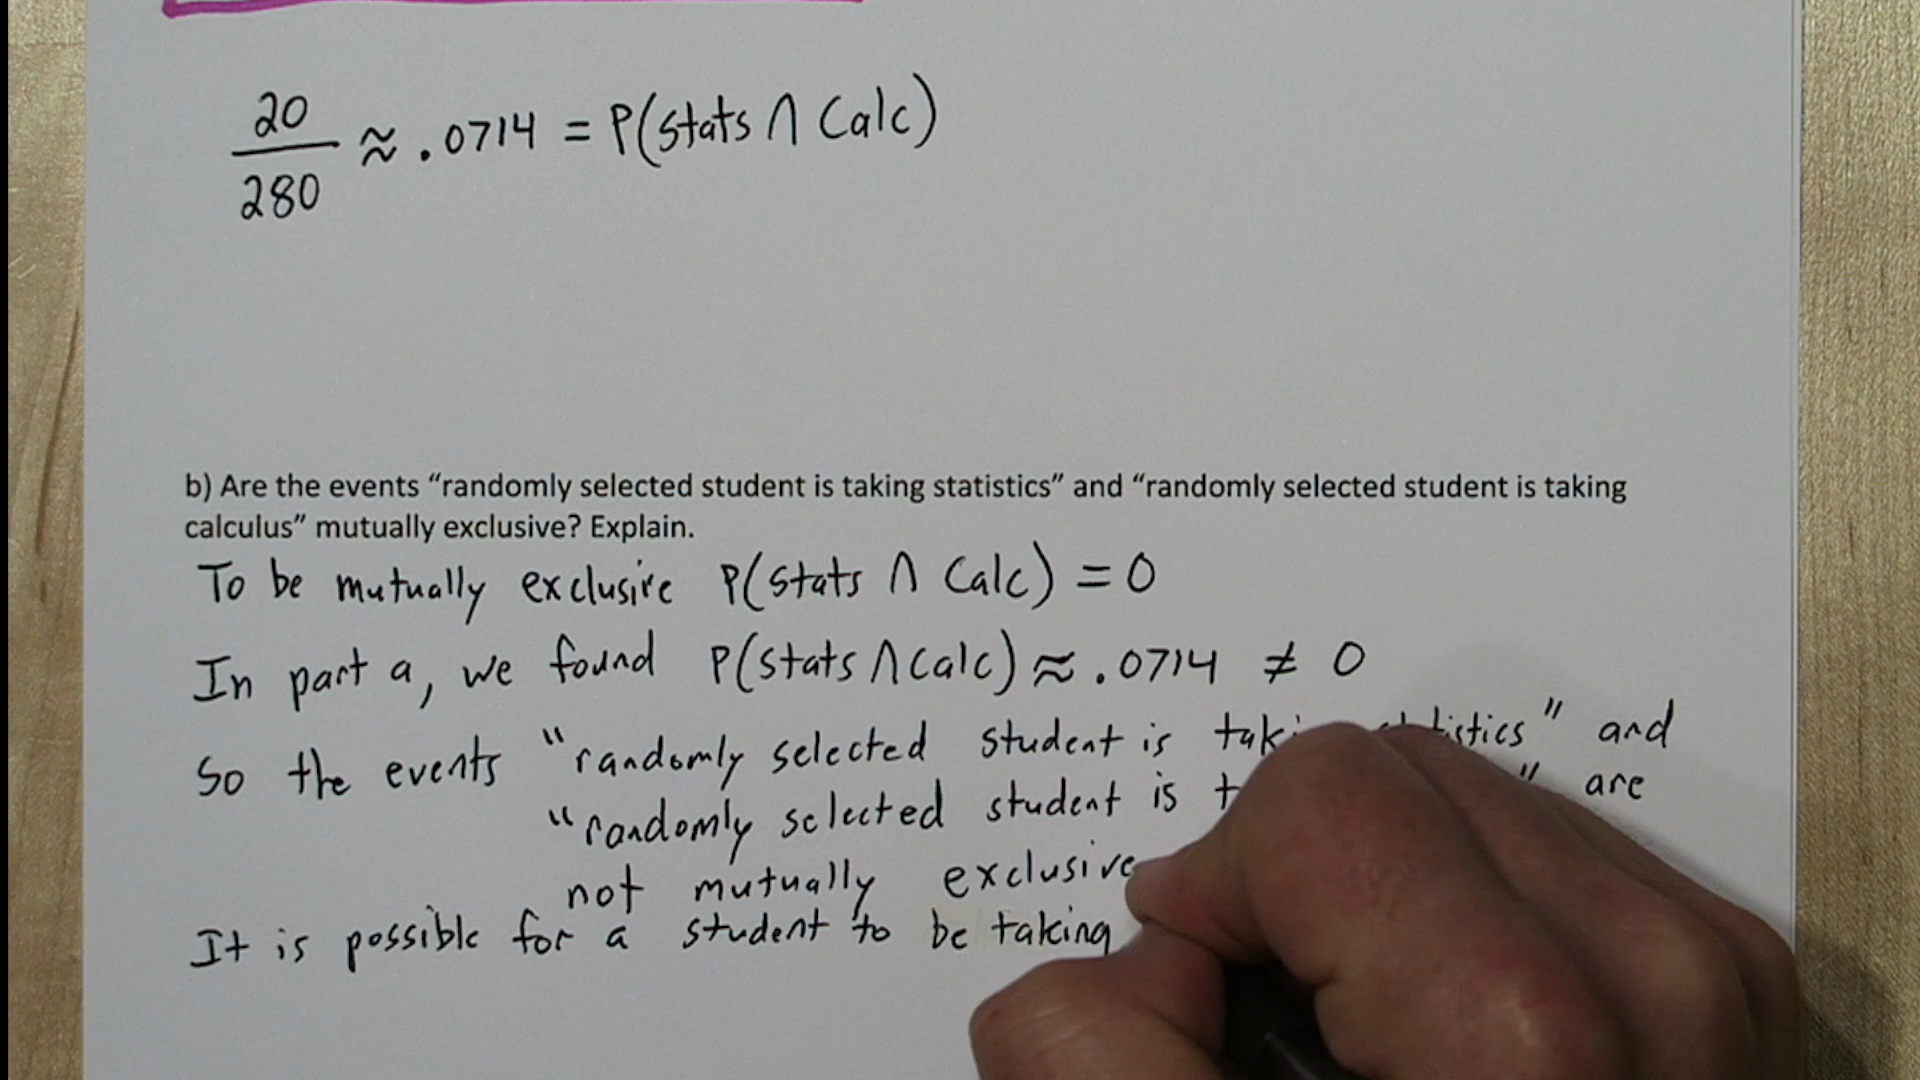 20
280
≈ .0714 = P(Stats ∩ Calc)
b) Are the events “randomly selected student is taking statistics” and “randomly selected student is taking
calculus” mutually exclusive? Explain.
To be mutually exclusive P(Stats ∩ Calc) = 0
In part a, we found P(Stats ∩ Calc) ≈ .0714 ≠ 0
So the events "randomly selected student is " and
"randomly selected student is " are
not mutually exclusive
It is possible for a student to be taking